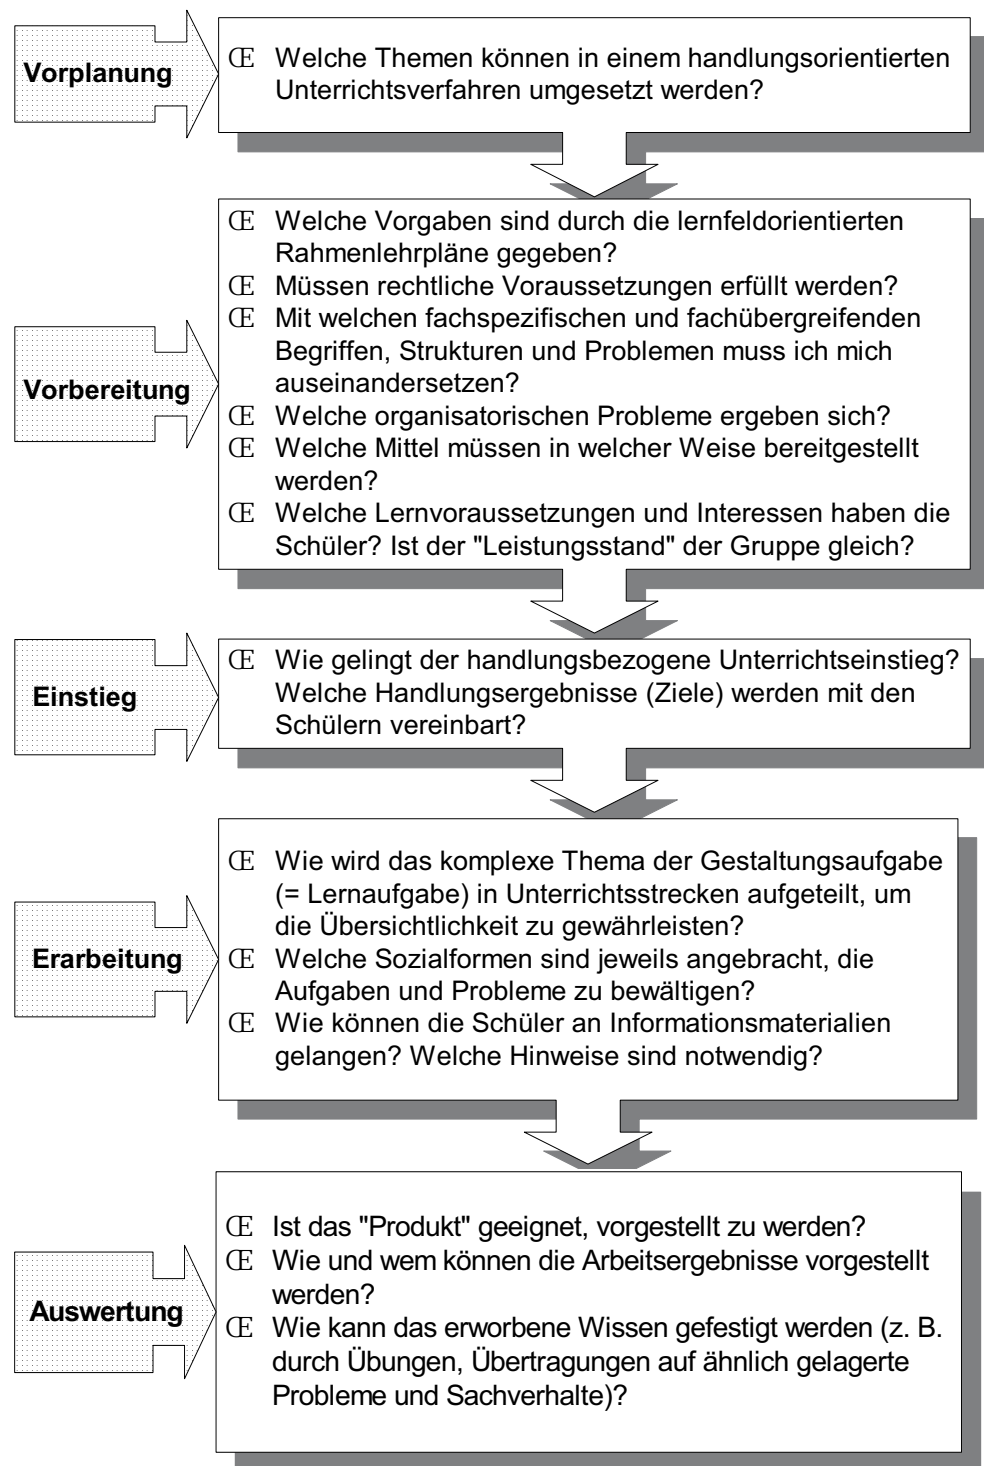 Vorplanung
Œ Welche Themen können in einem handlungsorientierten
Unterrichtsverfahren umgesetzt werden?
Vorbereitung
Œ Welche Vorgaben sind durch die lernfeldorientierten
Rahmenlehrpläne gegeben?
Œ Müssen rechtliche Voraussetzungen erfüllt werden?
Œ Mit welchen fachspezifischen und fachübergreifenden
Begriffen, Strukturen und Problemen muss ich mich
auseinandersetzen?
Œ Welche organisatorischen Probleme ergeben sich?
Œ Welche Mittel müssen in welcher Weise bereitgestellt
werden?
Œ Welche Lernvoraussetzungen und Interessen haben die
Schüler? Ist der "Leistungsstand" der Gruppe gleich?
Einstieg
Œ Wie gelingt der handlungsbezogene Unterrichtseinstieg?
Welche Handlungsergebnisse (Ziele) werden mit den
Schülern vereinbart?
Erarbeitung
Œ Wie wird das komplexe Thema der Gestaltungsaufgabe
(= Lernaufgabe) in Unterrichtsstrecken aufgeteilt, um
die Übersichtlichkeit zu gewährleisten?
Œ Welche Sozialformen sind jeweils angebracht, die
Aufgaben und Probleme zu bewältigen?
Œ Wie können die Schüler an Informationsmaterialien
gelangen? Welche Hinweise sind notwendig?
Auswertung
Œ Ist das "Produkt" geeignet, vorgestellt zu werden?
Œ Wie und wem können die Arbeitsergebnisse vorgestellt
werden?
Œ Wie kann das erworbene Wissen gefestigt werden (z. B.
durch Übungen, Übertragungen auf ähnlich gelagerte
Probleme und Sachverhalte)?